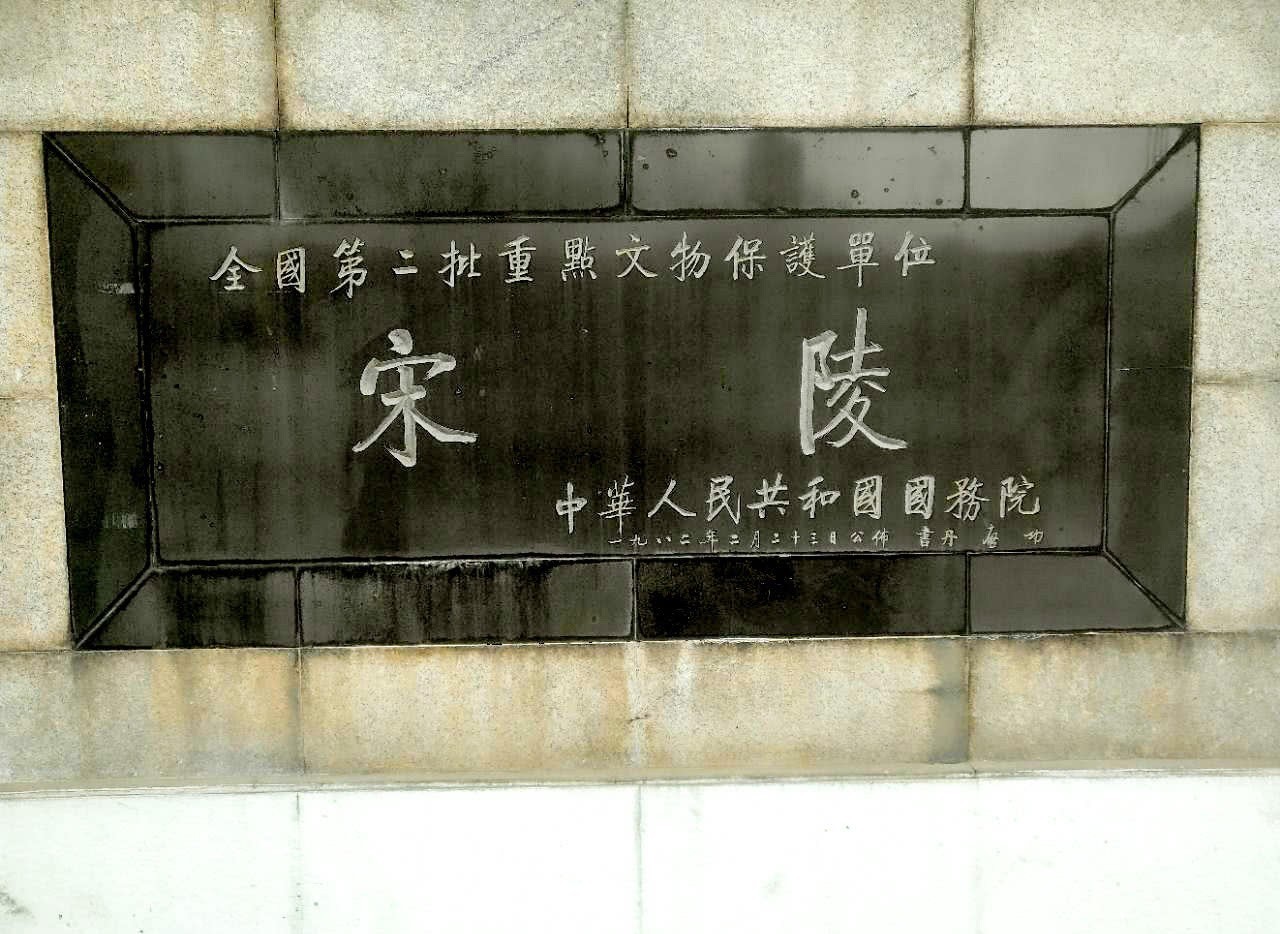 全國第二批重點文物保護單位
宋陵
中華人民共和國國務院
一九八二年二月二十三日公佈 書丹